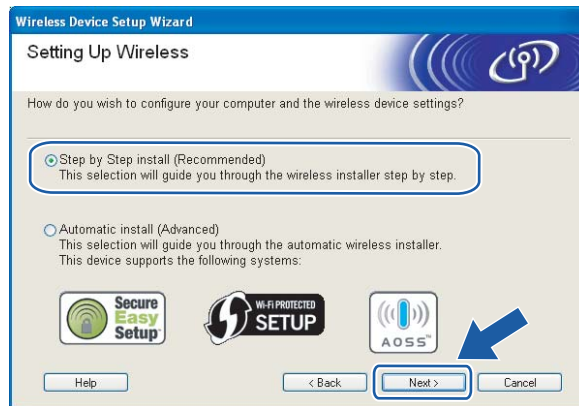 Wireless Device Setup Wizard
Setting Up Wireless
How do you wish to configure your computer and the wireless device settings?
Step by Step install (Recommended)
This selection will guide you through the wireless installer step by step.
Automatic install (Advanced)
This selection will guide you through the automatic wireless installer.
This device supports the following systems:
Secure
Easy
Setup
Wi-Fi PROTECTED
SETUP
AOSS™
Help
< Back
Next >
Cancel